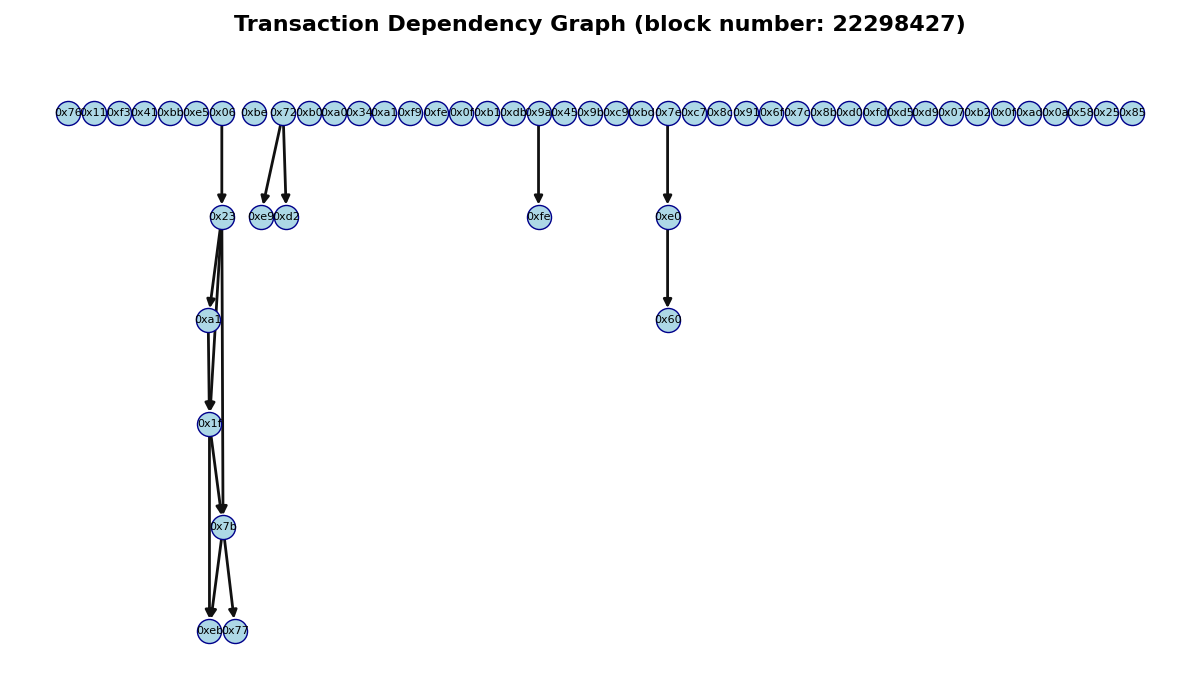 Transaction Dependency Graph (block number: 22298427)
0x76 0x11 0xf3 0x41 0xbb 0xe5 0x06 0xbe 0x72 0xb0 0xa0 0x34 0xa1 0xf9 0xfe 0x0f 0xb1 0xdb 0x9a 0x45 0x9b 0xc9 0xbd 0x7e 0xc7 0x8c 0x91 0x6f 0x7c 0x8b 0xd0 0xfd 0xd5 0xd9 0x07 0xb2 0x0f 0xad 0x0a 0x58 0x25 0x85
0x23 0xe9 0xd2 0xfe 0xe0
0xa1 0x60
0x1f
0x7b
0xeb 0x77